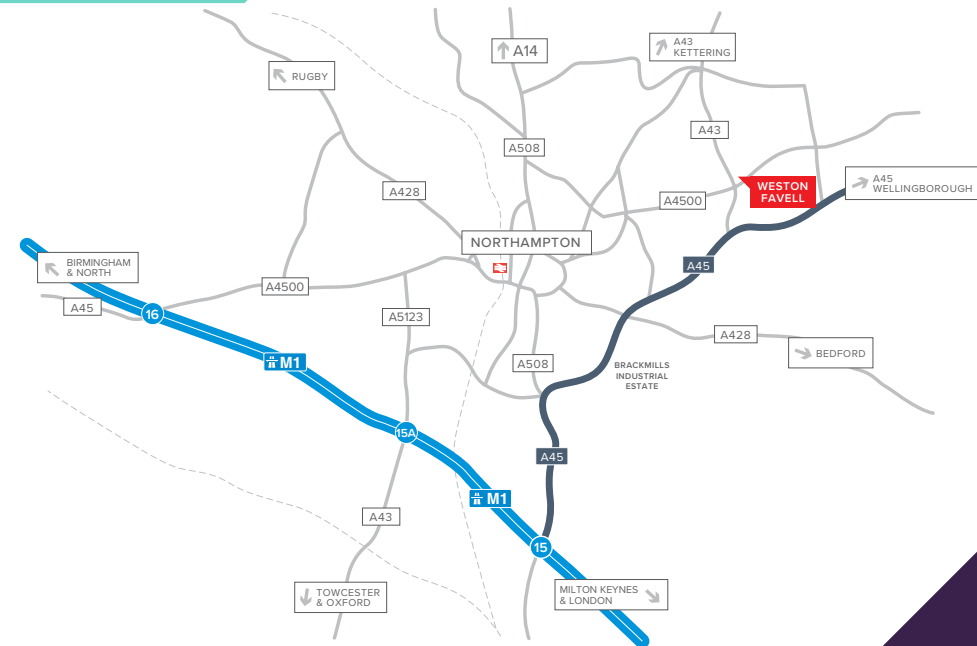 A14
A43
KETTERING
RUGBY
A43
A508
A45
WELLINGBOROUGH
WESTON
FAVELL
A428
A4500
NORTHAMPTON
BIRMINGHAM
& NORTH
A45
A4500
A45
16
A5123
A428
BEDFORD
M1
A508
BRACKMILLS
INDUSTRIAL
ESTATE
15A
A45
M1
A43
15
MILTON KEYNES
& LONDON
TOWCESTER
& OXFORD